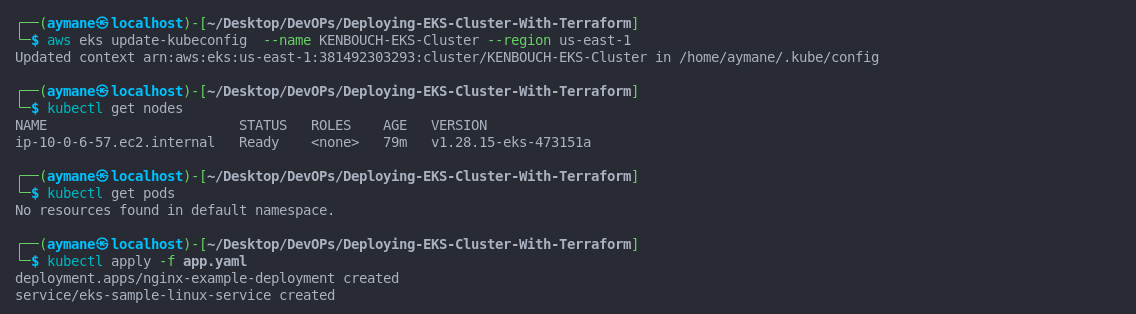 ┌──(aymane㉿localhost)-[~/Desktop/DevOPs/Deploying-EKS-Cluster-With-Terraform]
└─$ aws eks update-kubeconfig  --name KENBOUCH-EKS-Cluster --region us-east-1
Updated context arn:aws:eks:us-east-1:381492303293:cluster/KENBOUCH-EKS-Cluster in /home/aymane/.kube/config
┌──(aymane㉿localhost)-[~/Desktop/DevOPs/Deploying-EKS-Cluster-With-Terraform]
└─$ kubectl get nodes
NAME                        STATUS   ROLES    AGE   VERSION
ip-10-0-6-57.ec2.internal   Ready    <none>   79m   v1.28.15-eks-473151a
┌──(aymane㉿localhost)-[~/Desktop/DevOPs/Deploying-EKS-Cluster-With-Terraform]
└─$ kubectl get pods
No resources found in default namespace.
┌──(aymane㉿localhost)-[~/Desktop/DevOPs/Deploying-EKS-Cluster-With-Terraform]
└─$ kubectl apply -f app.yaml
deployment.apps/nginx-example-deployment created
service/eks-sample-linux-service created